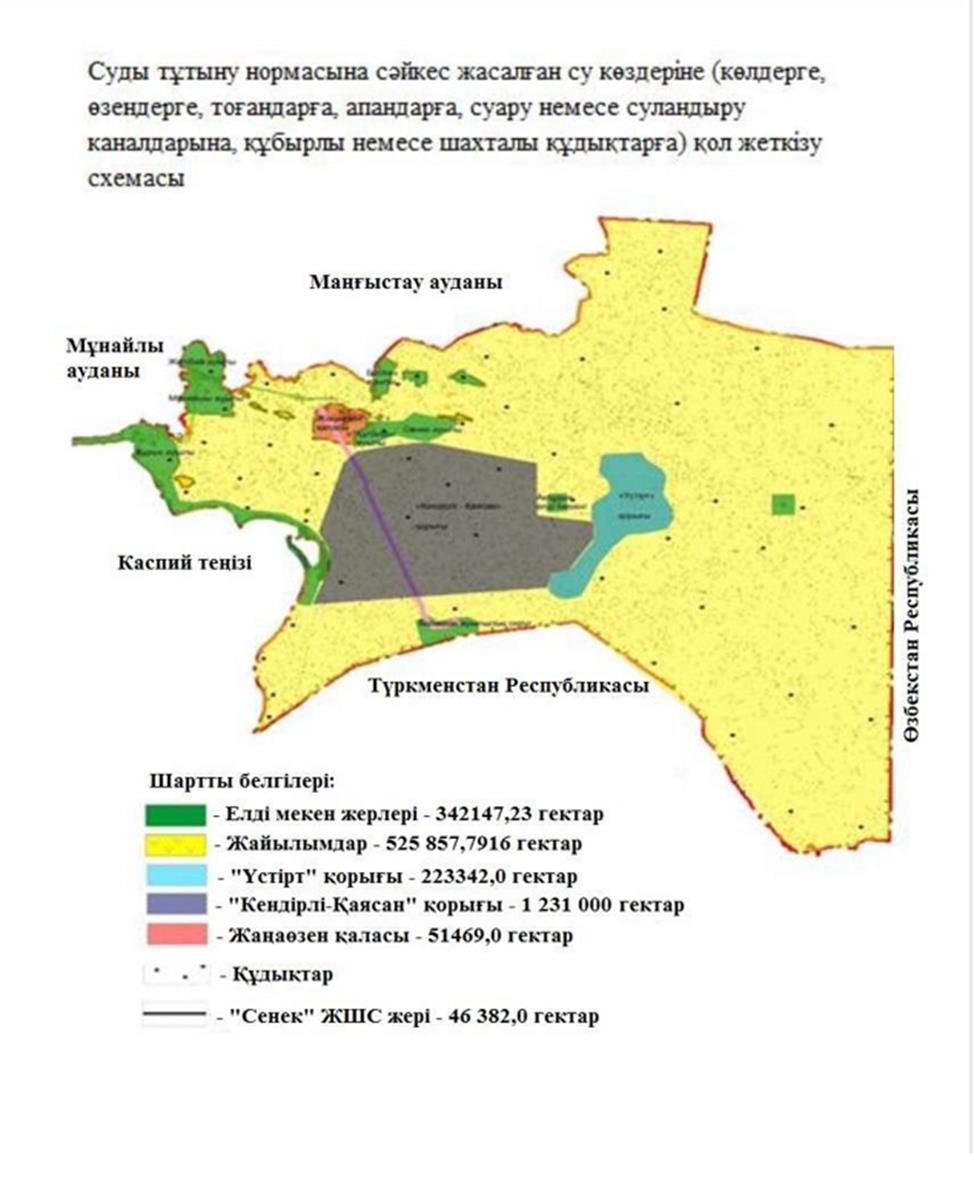 Суды тұтыну нормасына сәйкес жасалған су көздеріне (көлдерге,
өзендерге, тоғандарға, апандарға, суару немесе суландыру
каналдарына, құбырлы немесе шахталы құдықтарға) қол жеткізу
схемасы
Маңғыстау ауданы
Мұнайлы
ауданы
Каспий теңізі
Түркменстан Республикасы
Өзбекстан Республикасы
Шартты белгілері:
- Елді мекен жерлері - 342147,23 гектар
- Жайылымдар - 525 857,7916 гектар
- "Үстірт" қорығы - 223342,0 гектар
- "Кендірлі-Қаясан" қорығы - 1 231 000 гектар
- Жаңаөзен қаласы - 51469,0 гектар
- Құдықтар
- "Сенек" ЖШС жері - 46 382,0 гектар